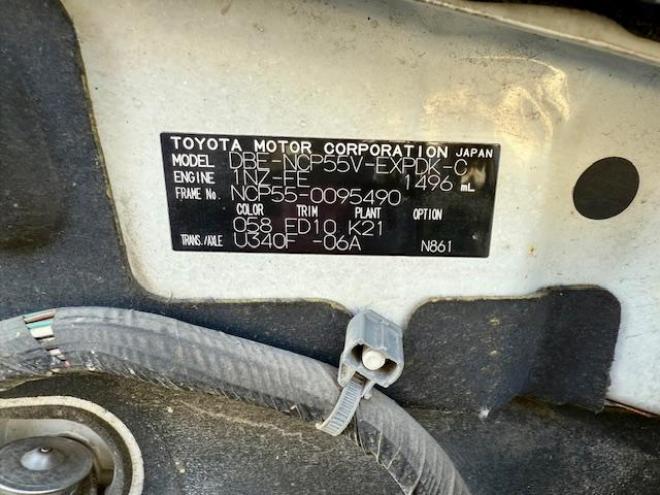 TOYOTA MOTOR CORPORATION JAPAN
MODEL DBE-NCP55V-EXPDK-C
ENGINE 1NZ-FE 1496 mL
FRAME No. NCP55-0095490
COLOR TRIM PLANT OPTION
058 FD10 K21
TRANS./AXLE U340F -06A N861